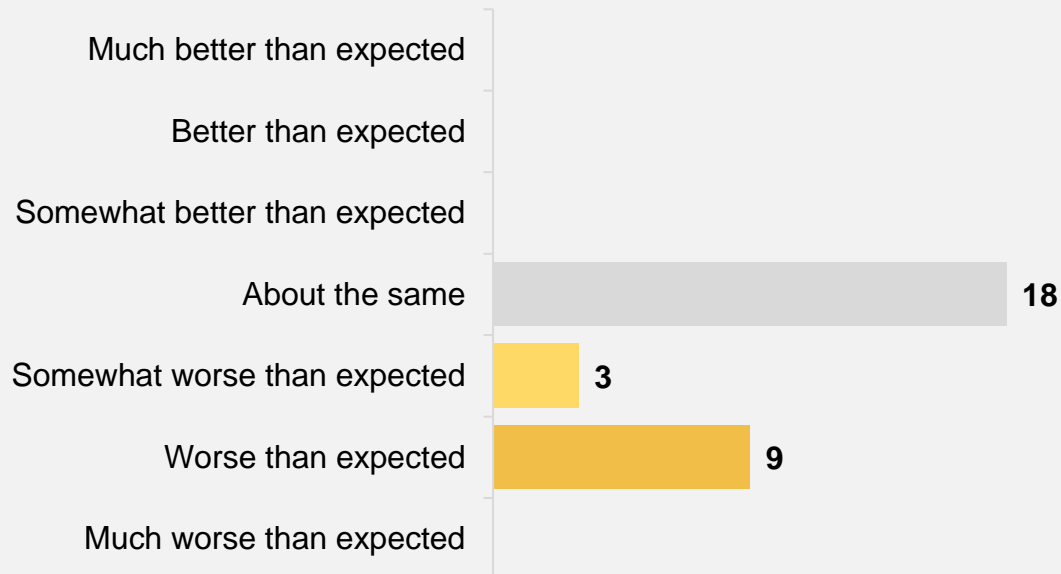 Much better than expected
Better than expected
Somewhat better than expected
About the same
18
Somewhat worse than expected
3
Worse than expected
9
Much worse than expected